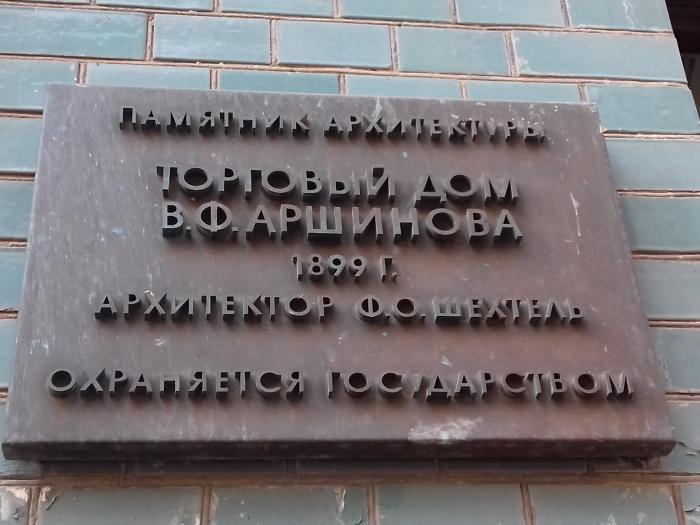 ПАМЯТНИК АРХИТЕКТУРЫ
ТОРГОВЫЙ ДОМ
В.Ф.АРШИНОВА
1899 Г.
АРХИТЕКТОР Ф.О.ШЕХТЕЛЬ
ОХРАНЯЕТСЯ ГОСУДАРСТВОМ